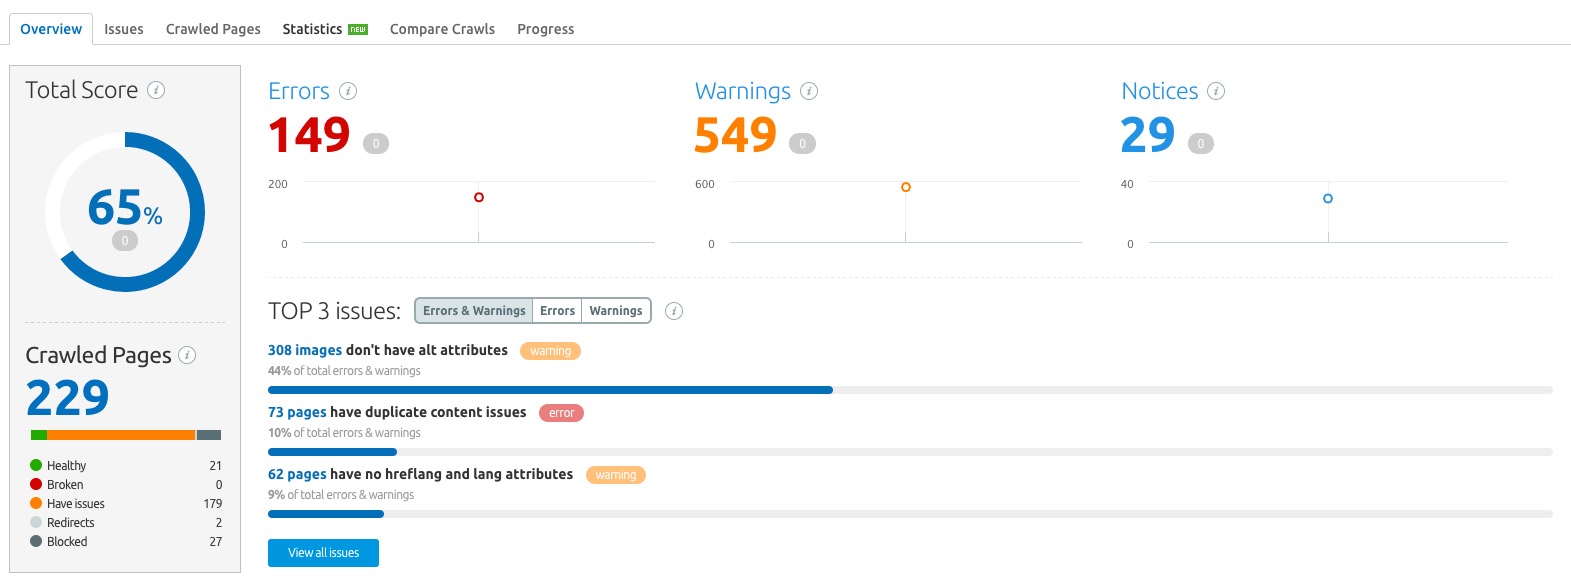 Overview Issues Crawled Pages Statistics NEW Compare Crawls Progress
Total Score i
65%
0
Crawled Pages i
229
Healthy 21
Broken 0
Have issues 179
Redirects 2
Blocked 27
Errors i
149 0
200
0
Warnings i
549 0
600
0
Notices i
29 0
40
0
TOP 3 issues: Errors & Warnings Errors Warnings i
308 images don't have alt attributes warning
44% of total errors & warnings
73 pages have duplicate content issues error
10% of total errors & warnings
62 pages have no hreflang and lang attributes warning
9% of total errors & warnings
View all issues